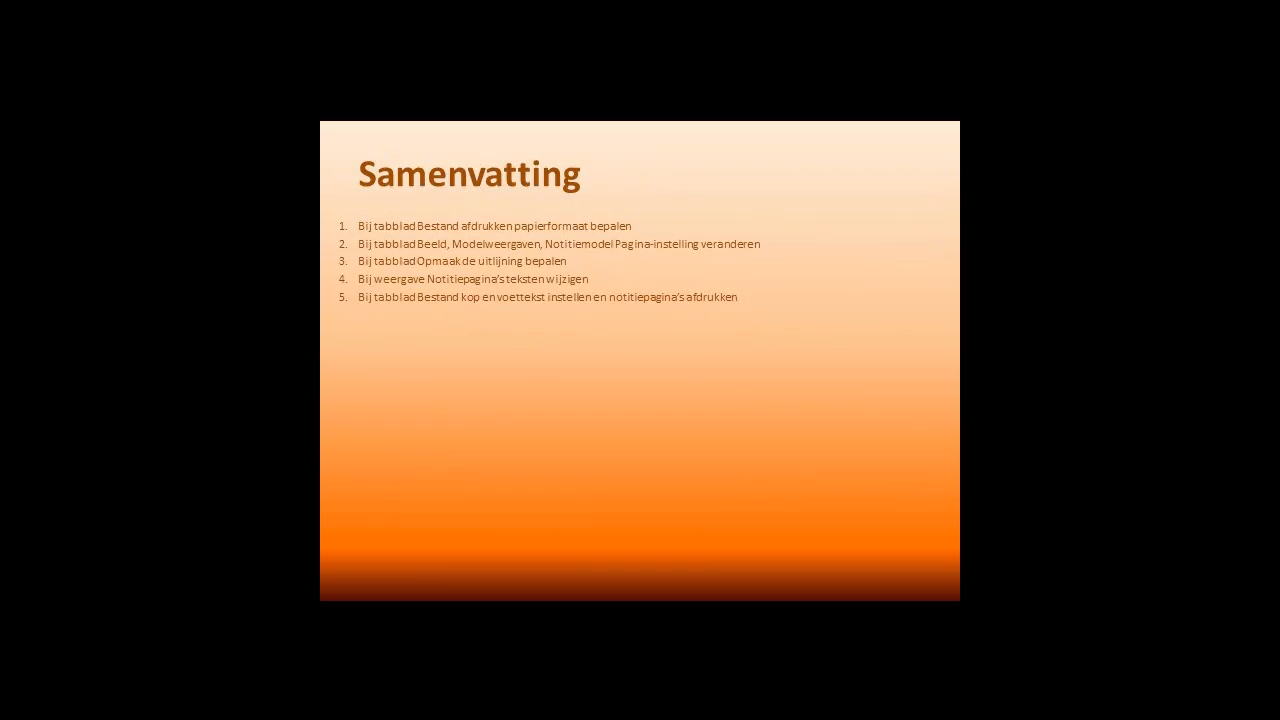 Samenvatting
1. Bij tabblad Bestand afdrukken papierformaat bepalen
2. Bij tabblad Beeld, Modelweergaven, Notitiemodel Pagina-instelling veranderen
3. Bij tabblad Opmaak de uitlijning bepalen
4. Bij weergave Notitiepagina’s teksten wijzigen
5. Bij tabblad Bestand kop en voettekst instellen en notitiepagina’s afdrukken